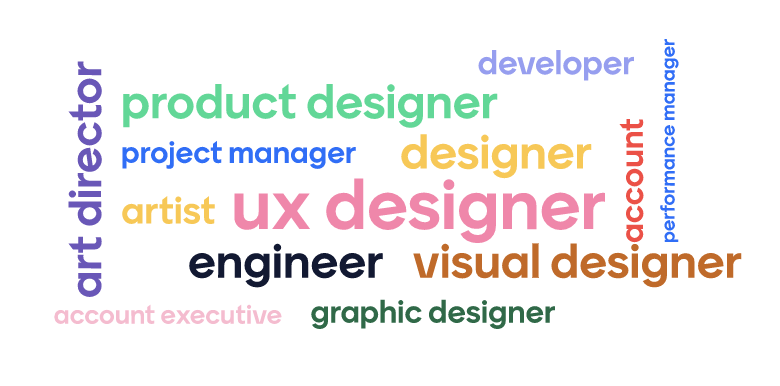 developer
performance manager
art director
product designer
account
designer
project manager
ux designer
artist
engineer
visual designer
account executive
graphic designer